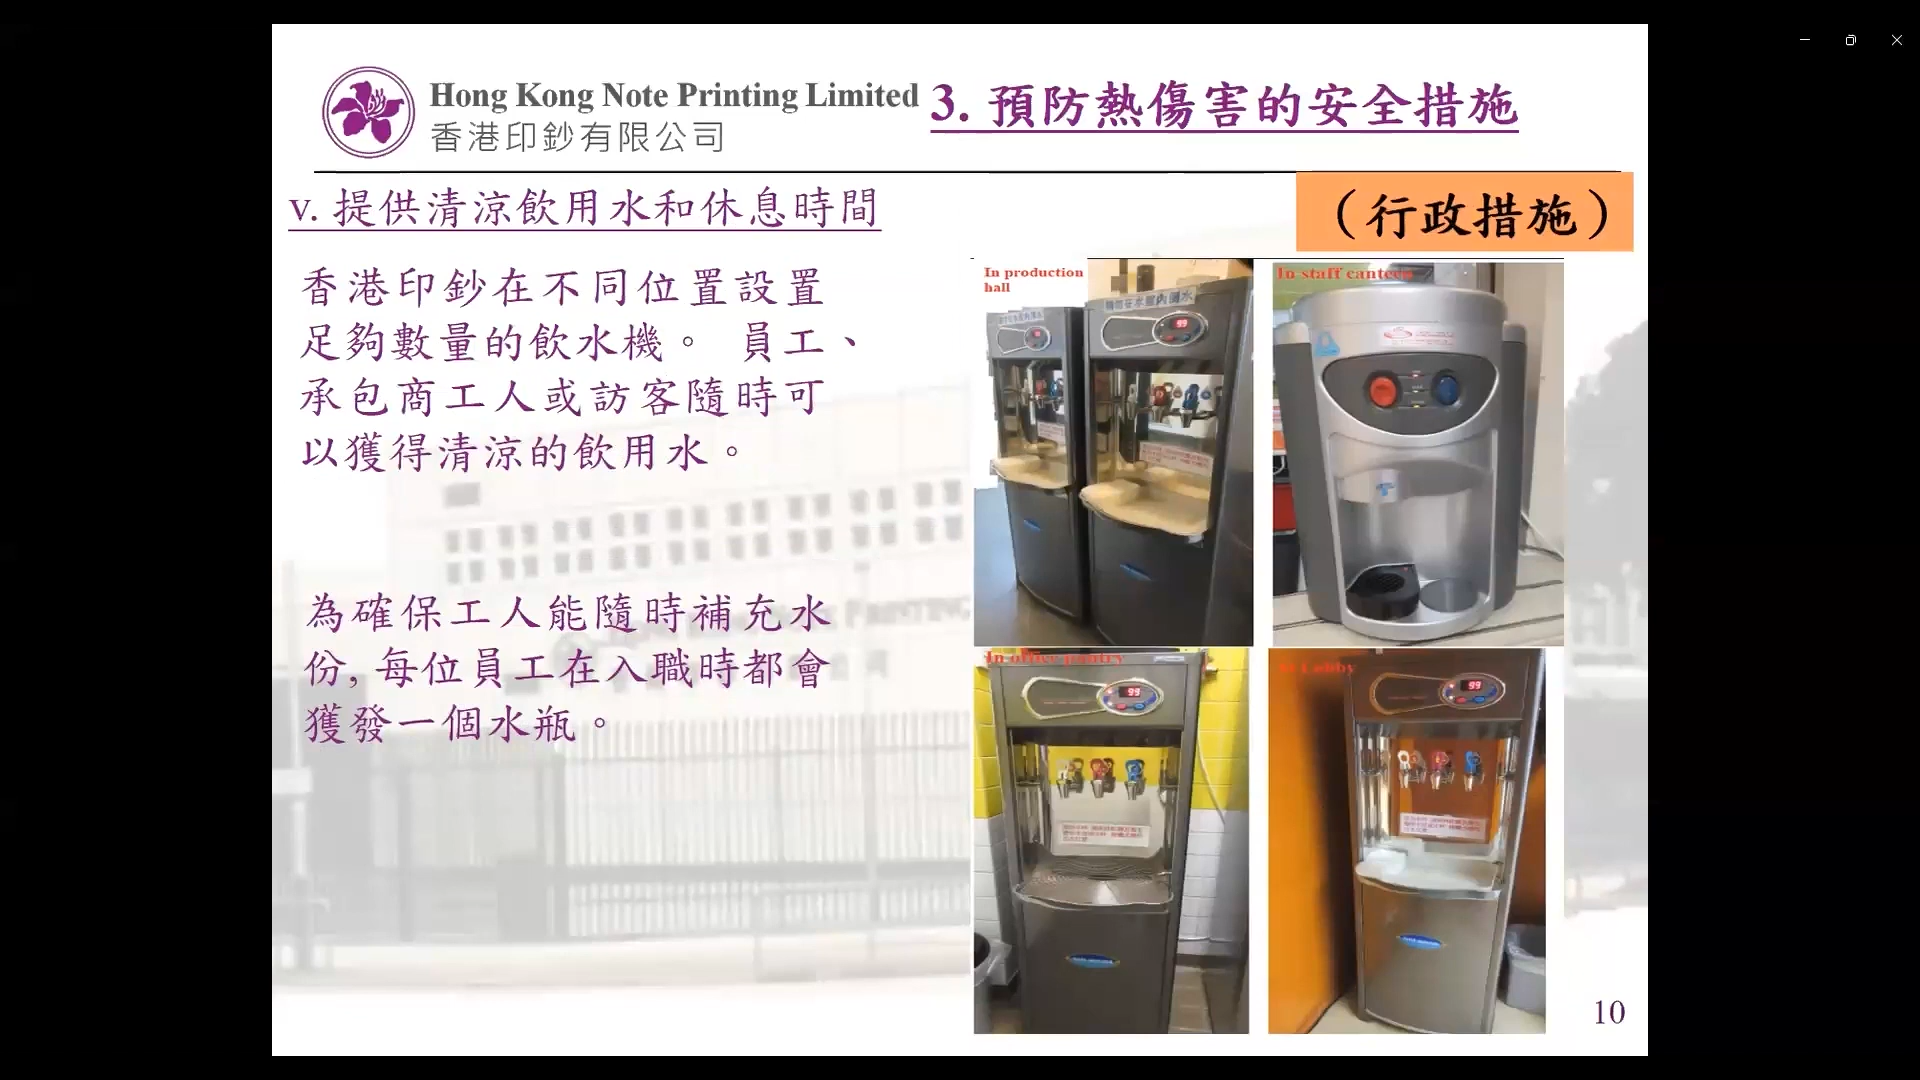 Hong Kong Note Printing Limited
香港印鈔有限公司
3. 預防熱傷害的安全措施
v. 提供清涼飲用水和休息時間
（行政措施）
香港印鈔在不同位置設置
足夠數量的飲水機。 員工、
承包商工人或訪客隨時可
以獲得清涼的飲用水。
為確保工人能隨時補充水
份, 每位員工在入職時都會
獲發一個水瓶。
In production
hall
In staff canteen
In office pantry
Lobby
99
99
99
10